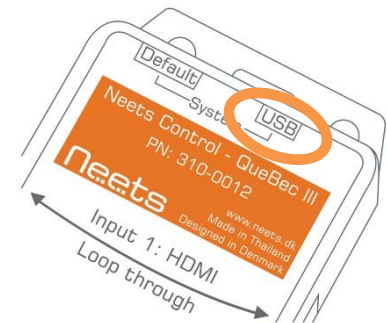 Default
USB
System
Neets Control - QueBec III
PN: 310-0012
Neets
www.neets.dk
Made in Thailand
Designed in Denmark
Input 1: HDMI
Loop through